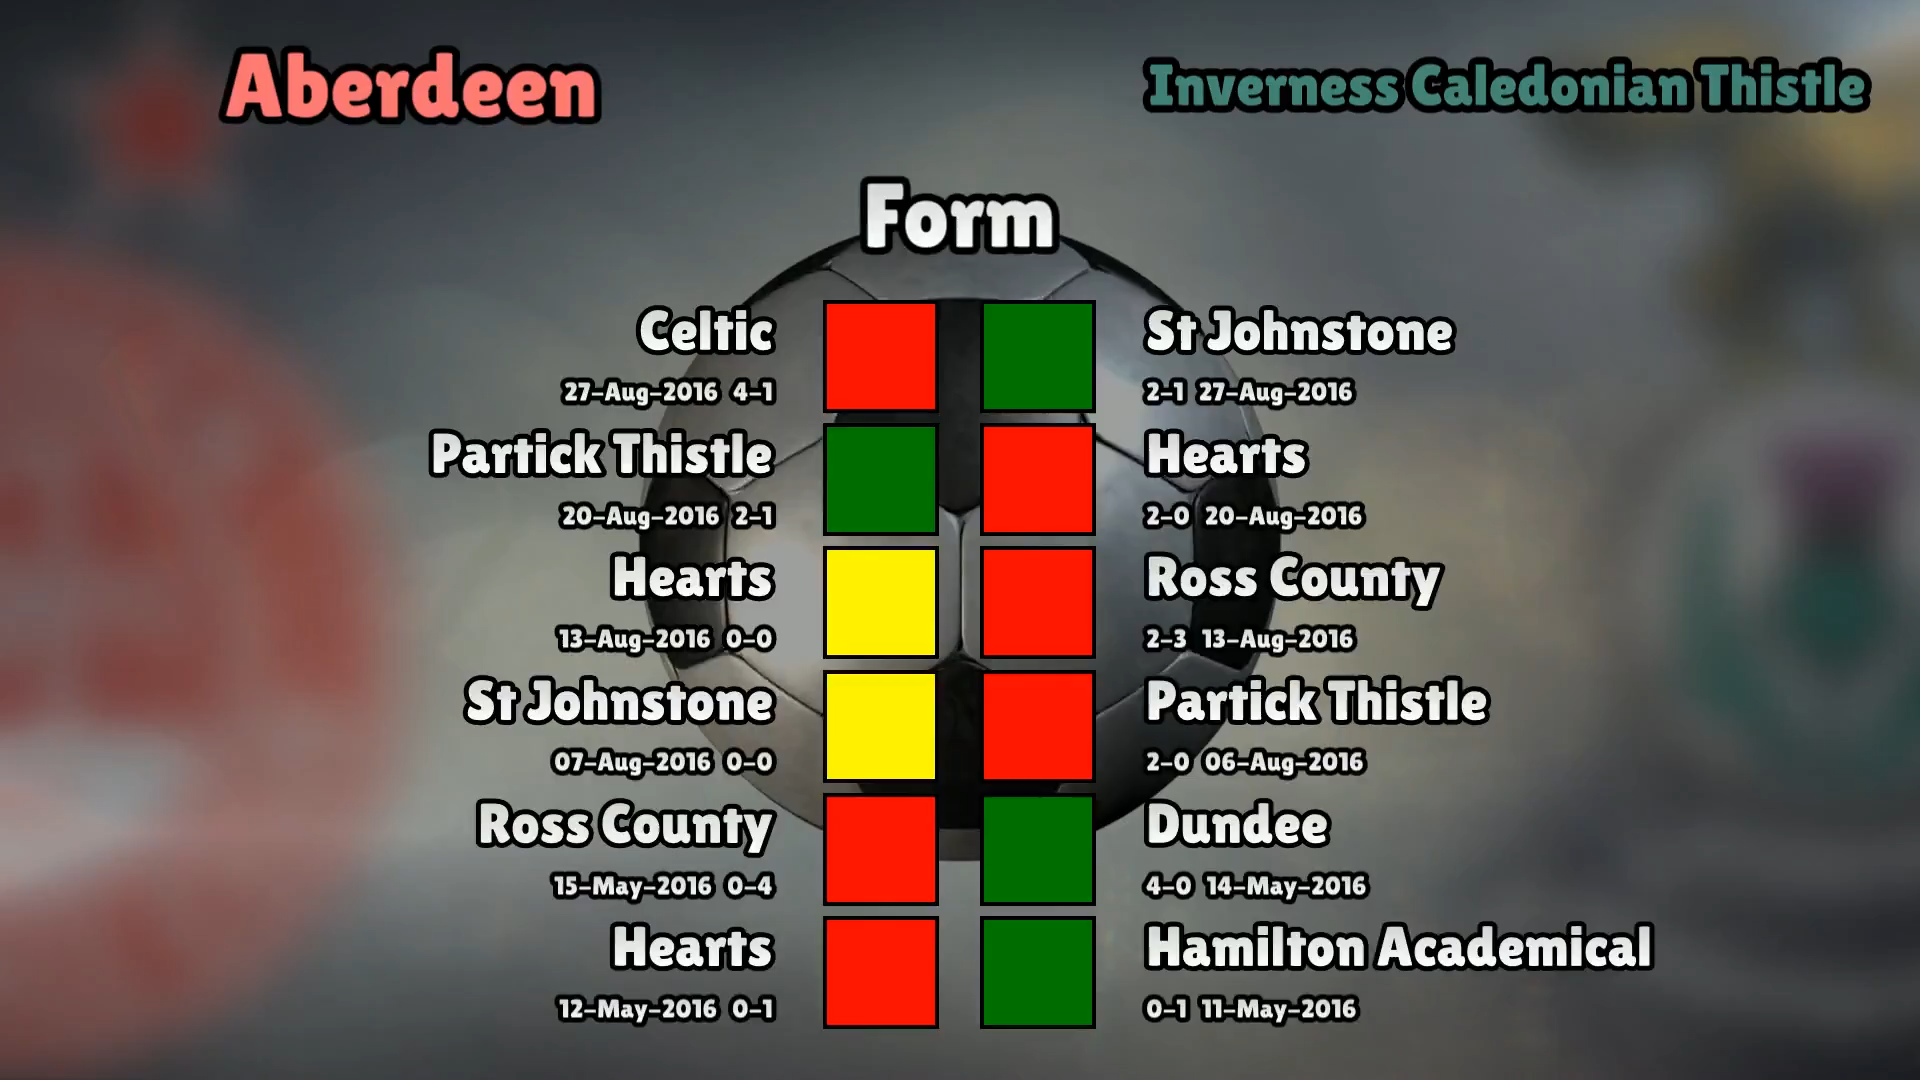 Aberdeen
Inverness Caledonian Thistle
Form
Celtic
27-Aug-2016 4-1
St Johnstone
2-1 27-Aug-2016
Partick Thistle
20-Aug-2016 2-1
Hearts
2-0 20-Aug-2016
Hearts
13-Aug-2016 0-0
Ross County
2-3 13-Aug-2016
St Johnstone
07-Aug-2016 0-0
Partick Thistle
2-0 06-Aug-2016
Ross County
15-May-2016 0-4
Dundee
4-0 14-May-2016
Hearts
12-May-2016 0-1
Hamilton Academical
0-1 11-May-2016